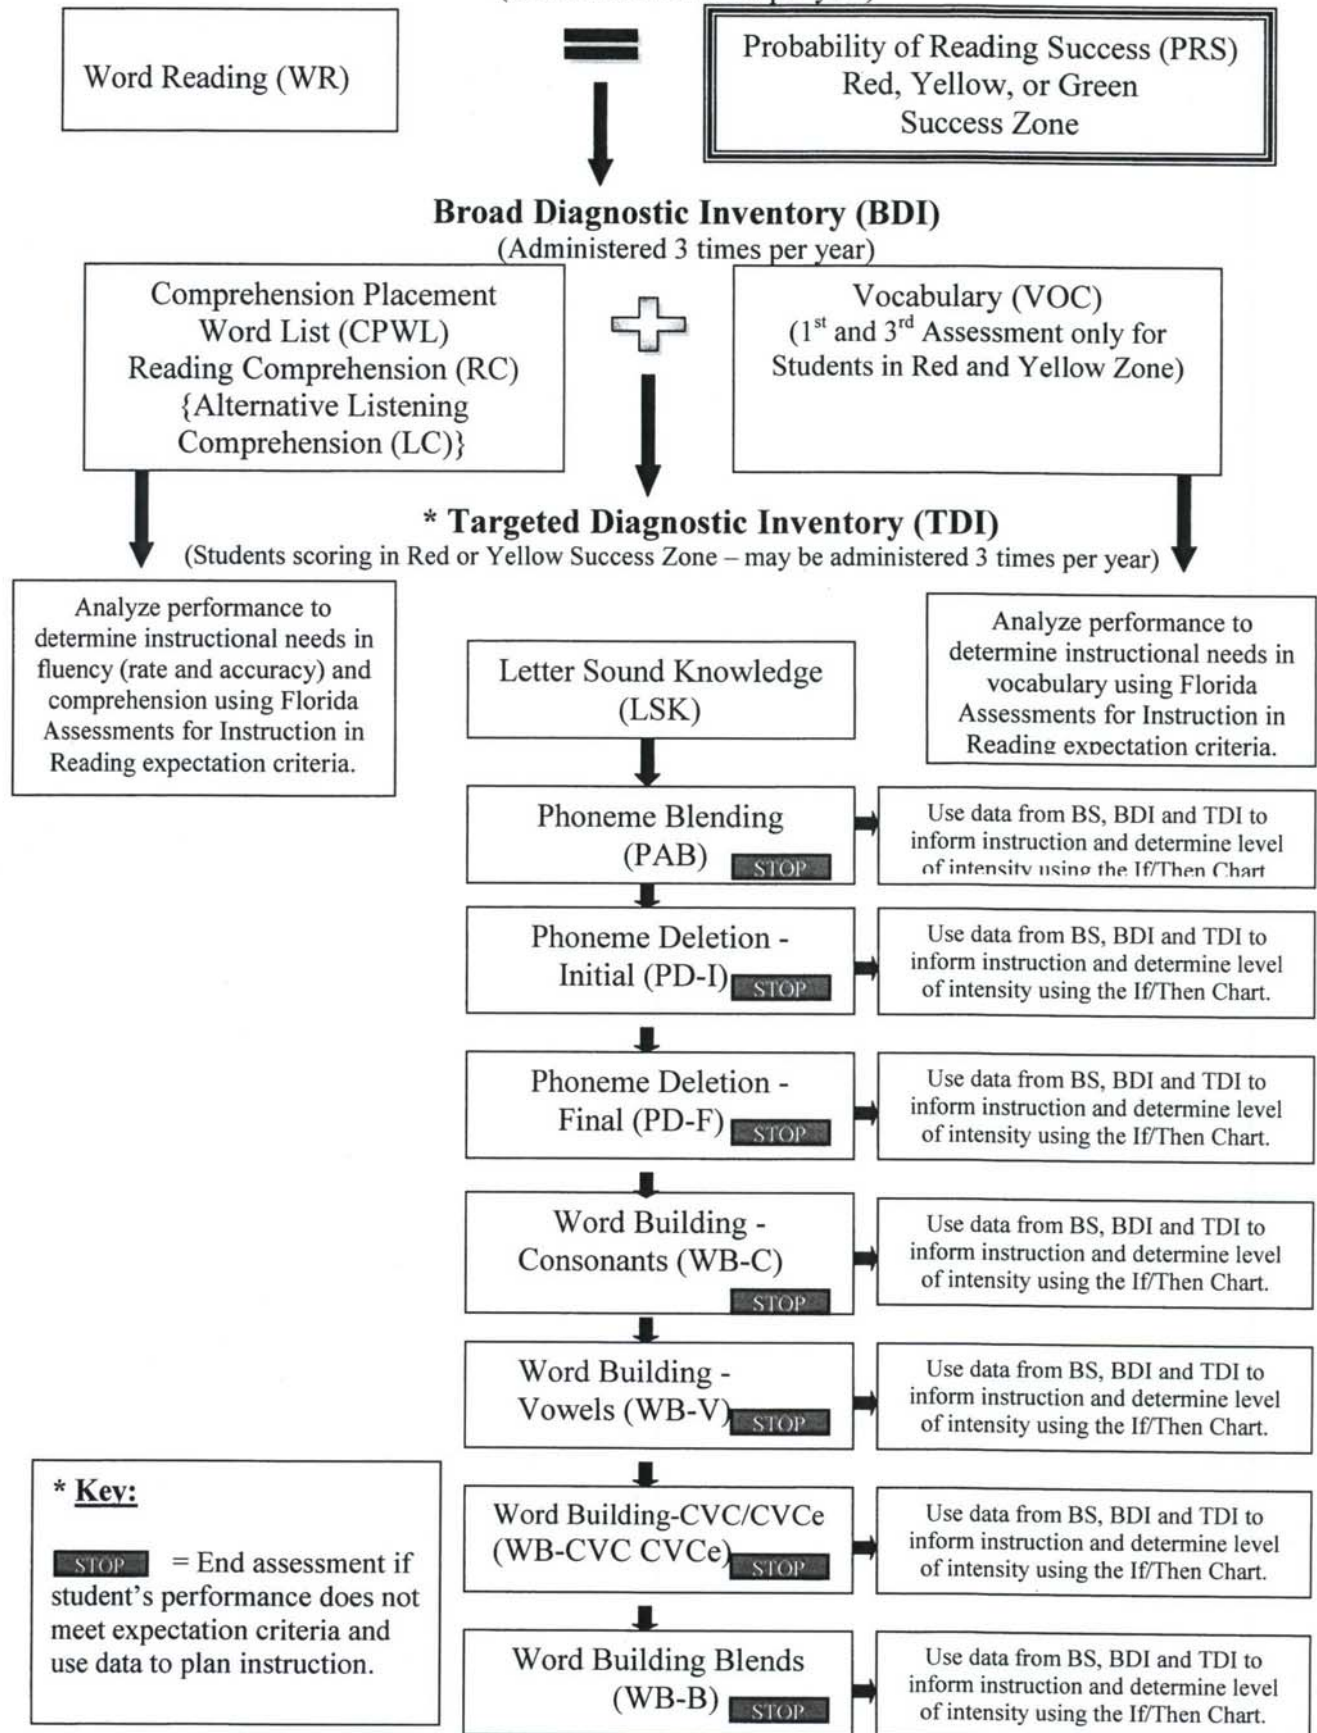 Word Reading (WR)
Probability of Reading Success (PRS)
Red, Yellow, or Green
Success Zone
Broad Diagnostic Inventory (BDI)
(Administered 3 times per year)
Comprehension Placement
Word List (CPWL)
Reading Comprehension (RC)
{Alternative Listening
Comprehension (LC)}
Vocabulary (VOC)
(1st and 3rd Assessment only for
Students in Red and Yellow Zone)
* Targeted Diagnostic Inventory (TDI)
(Students scoring in Red or Yellow Success Zone – may be administered 3 times per year)
Analyze performance to
determine instructional needs in
fluency (rate and accuracy) and
comprehension using Florida
Assessments for Instruction in
Reading expectation criteria.
Letter Sound Knowledge
(LSK)
Analyze performance to
determine instructional needs in
vocabulary using Florida
Assessments for Instruction in
Reading expectation criteria.
Phoneme Blending
(PAB) STOP
Use data from BS, BDI and TDI to
inform instruction and determine level
of intensity using the If/Then Chart
Phoneme Deletion -
Initial (PD-I) STOP
Use data from BS, BDI and TDI to
inform instruction and determine level
of intensity using the If/Then Chart.
Phoneme Deletion -
Final (PD-F) STOP
Use data from BS, BDI and TDI to
inform instruction and determine level
of intensity using the If/Then Chart.
Word Building -
Consonants (WB-C)
STOP
Use data from BS, BDI and TDI to
inform instruction and determine level
of intensity using the If/Then Chart.
Word Building -
Vowels (WB-V) STOP
Use data from BS, BDI and TDI to
inform instruction and determine level
of intensity using the If/Then Chart.
Word Building-CVC/CVCe
(WB-CVC CVCe) STOP
Use data from BS, BDI and TDI to
inform instruction and determine level
of intensity using the If/Then Chart.
Word Building Blends
(WB-B) STOP
Use data from BS, BDI and TDI to
inform instruction and determine level
of intensity using the If/Then Chart.
* Key:
STOP = End assessment if
student's performance does not
meet expectation criteria and
use data to plan instruction.